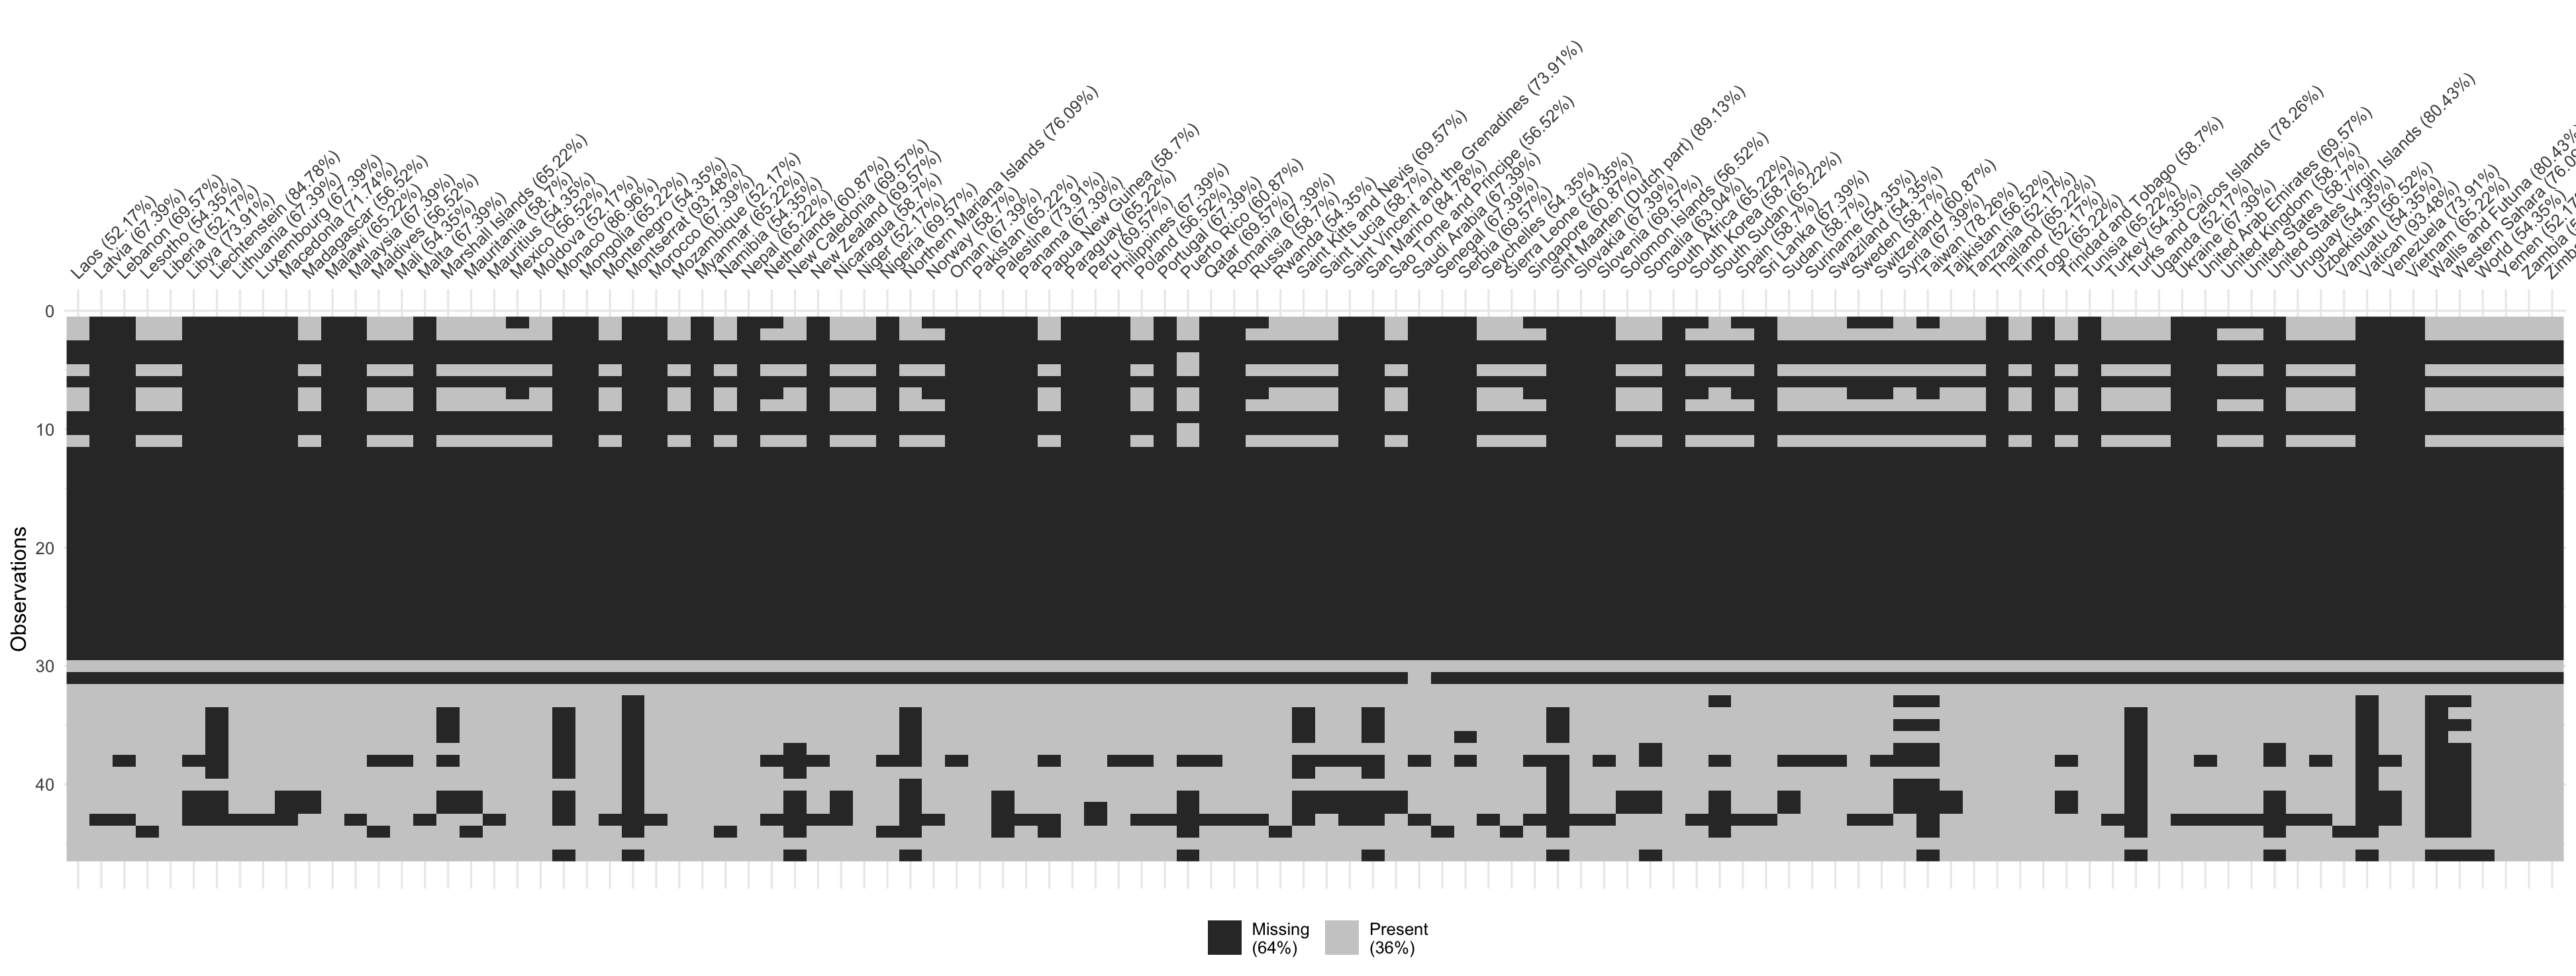 Laos (52.17%)
Latvia (67.39%)
Lebanon (69.57%)
Lesotho (54.35%)
Liberia (52.17%)
Libya (73.91%)
Liechtenstein (84.78%)
Lithuania (67.39%)
Luxembourg (67.39%)
Macedonia (71.74%)
Madagascar (56.52%)
Malawi (65.22%)
Malaysia (67.39%)
Maldives (56.52%)
Mali (54.35%)
Malta (67.39%)
Marshall Islands (65.22%)
Mauritania (58.7%)
Mauritius (54.35%)
Mexico (56.52%)
Moldova (52.17%)
Monaco (86.96%)
Mongolia (65.22%)
Montenegro (54.35%)
Montserrat (93.48%)
Morocco (67.39%)
Mozambique (52.17%)
Myanmar (65.22%)
Namibia (54.35%)
Nepal (65.22%)
Netherlands (60.87%)
New Caledonia (69.57%)
New Zealand (69.57%)
Nicaragua (58.7%)
Niger (52.17%)
Nigeria (69.57%)
Northern Mariana Islands (76.09%)
Norway (58.7%)
Oman (67.39%)
Pakistan (65.22%)
Palestine (73.91%)
Panama (67.39%)
Papua New Guinea (58.7%)
Paraguay (65.22%)
Peru (69.57%)
Philippines (67.39%)
Poland (56.52%)
Portugal (67.39%)
Puerto Rico (60.87%)
Qatar (69.57%)
Romania (67.39%)
Russia (58.7%)
Rwanda (54.35%)
Saint Kitts and Nevis (69.57%)
Saint Lucia (58.7%)
Saint Vincent and the Grenadines (73.91%)
San Marino (84.78%)
Sao Tome and Principe (56.52%)
Saudi Arabia (67.39%)
Senegal (67.39%)
Serbia (69.57%)
Seychelles (54.35%)
Sierra Leone (54.35%)
Singapore (60.87%)
Sint Maarten (Dutch part) (89.13%)
Slovakia (67.39%)
Slovenia (69.57%)
Solomon Islands (56.52%)
Somalia (63.04%)
South Africa (65.22%)
South Korea (58.7%)
South Sudan (65.22%)
Spain (58.7%)
Sri Lanka (67.39%)
Sudan (58.7%)
Suriname (54.35%)
Swaziland (54.35%)
Sweden (58.7%)
Switzerland (60.87%)
Syria (67.39%)
Taiwan (78.26%)
Tajikistan (56.52%)
Tanzania (52.17%)
Thailand (65.22%)
Timor (52.17%)
Togo (65.22%)
Trinidad and Tobago (58.7%)
Tunisia (65.22%)
Turkey (54.35%)
Turks and Caicos Islands (78.26%)
Uganda (52.17%)
Ukraine (67.39%)
United Arab Emirates (69.57%)
United Kingdom (58.7%)
United States (58.7%)
United States Virgin Islands (80.43%)
Uruguay (54.35%)
Uzbekistan (56.52%)
Vanuatu (54.35%)
Vatican (93.48%)
Venezuela (73.91%)
Vietnam (65.22%)
Wallis and Futuna (80.43%)
Western Sahara (76.09
World (54.35%)
Yemen (52.17
Zambia (5
Zimb
0
10
20
30
40
Observations
Missing
(64%)
Present
(36%)